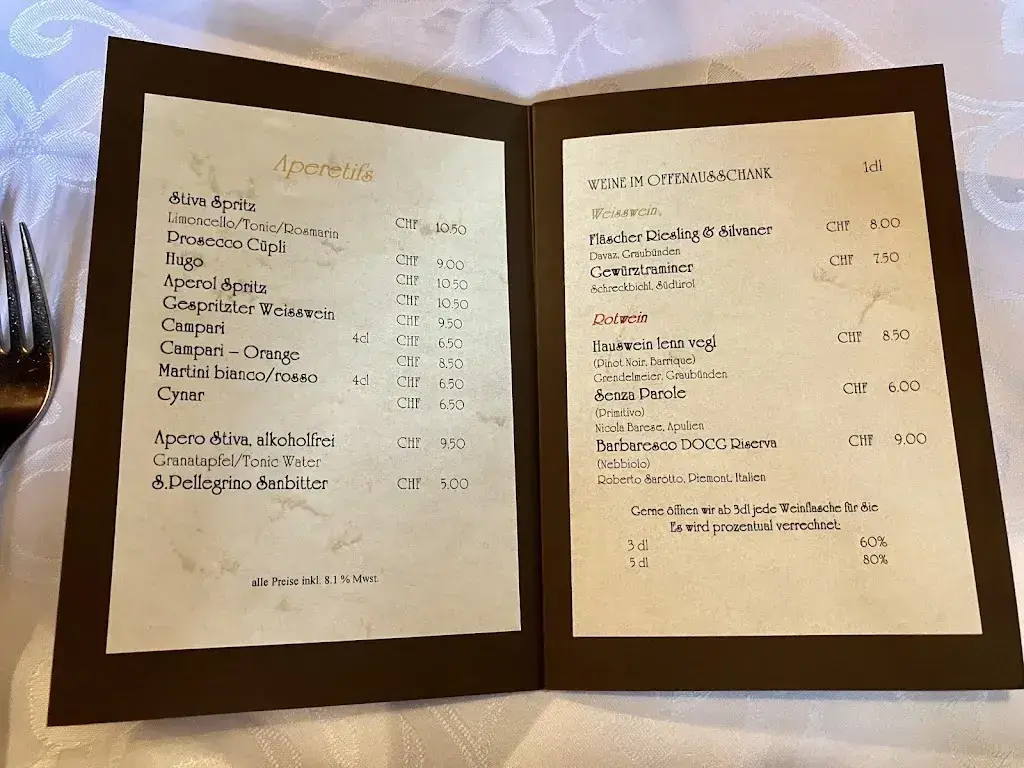 Aperetifs
Stiva Spritz
Limoncello/Tonic/Rosmarin CHF 10.50
Prosecco Cüpli CHF 9.00
Hugo CHF 10.50
Aperol Spritz CHF 10.50
Gespritzter Weisswein CHF 9.50
Campari 4cl CHF 6.50
Campari – Orange CHF 8.50
Martini bianco/rosso 4cl CHF 6.50
Cynar CHF 6.50
Apero Stiva, alkoholfrei CHF 9.50
Granatapfel/Tonic Water
S.Pellegrino Sanbitter CHF 5.00
alle Preise inkl. 8.1 % Mwst.
WEINE IM OFFENAUSSCHANK 1dl
Weisswein
Fläscher Riesling & Silvaner CHF 8.00
Davaz, Graubünden
Gewürztraminer CHF 7.50
Schreckbichl, Südürol
Rotwein
Hauswein lenn vegl CHF 8.50
(Pinot Noir, Barrique)
Grendelmeier, Graubünden
Senza Parole CHF 6.00
(Primitivo)
Nicola Barese, Apulien
Barbaresco DOCG Riserva CHF 9.00
(Nebbiolo)
Roberto Sarotto, Piemont, Italien
Gerne öffnen wir ab 3dl jede Weinflasche für Sie
Es wird prozentual verrechnet:
3 dl 60%
5 dl 80%